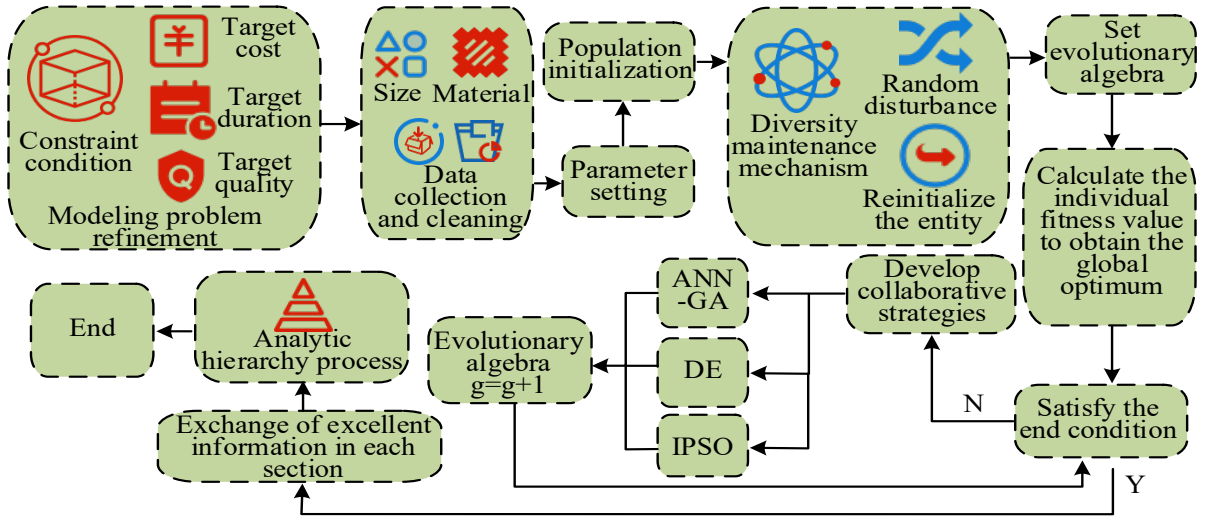 Constraint
condition
Target
cost
Target
duration
Target
quality
Modeling problem
refinement
Size
Material
Data
collection
and cleaning
Population
initialization
Parameter
setting
Diversity
maintenance
mechanism
Random
disturbance
Reinitialize
the entity
Set
evolutionary
algebra
Calculate the
individual
fitness value
to obtain the
global
optimum
Satisfy the
end condition
N
Y
Develop
collaborative
strategies
ANN
-GA
DE
IPSO
Evolutionary
algebra
g=g+1
Exchange of excellent
information in each
section
Analytic
hierarchy process
End
Q